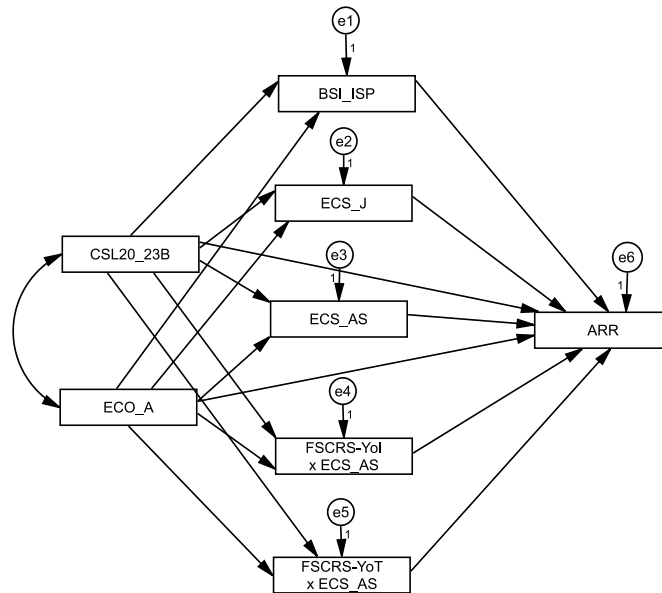 e1
1
BSI_ISP
e2
1
ECS_J
CSL20_23B
e3
1
ECS_AS
e6
1
ARR
ECO_A
e4
1
FSCRS-YoI
x ECS_AS
e5
1
FSCRS-YoT
x ECS_AS